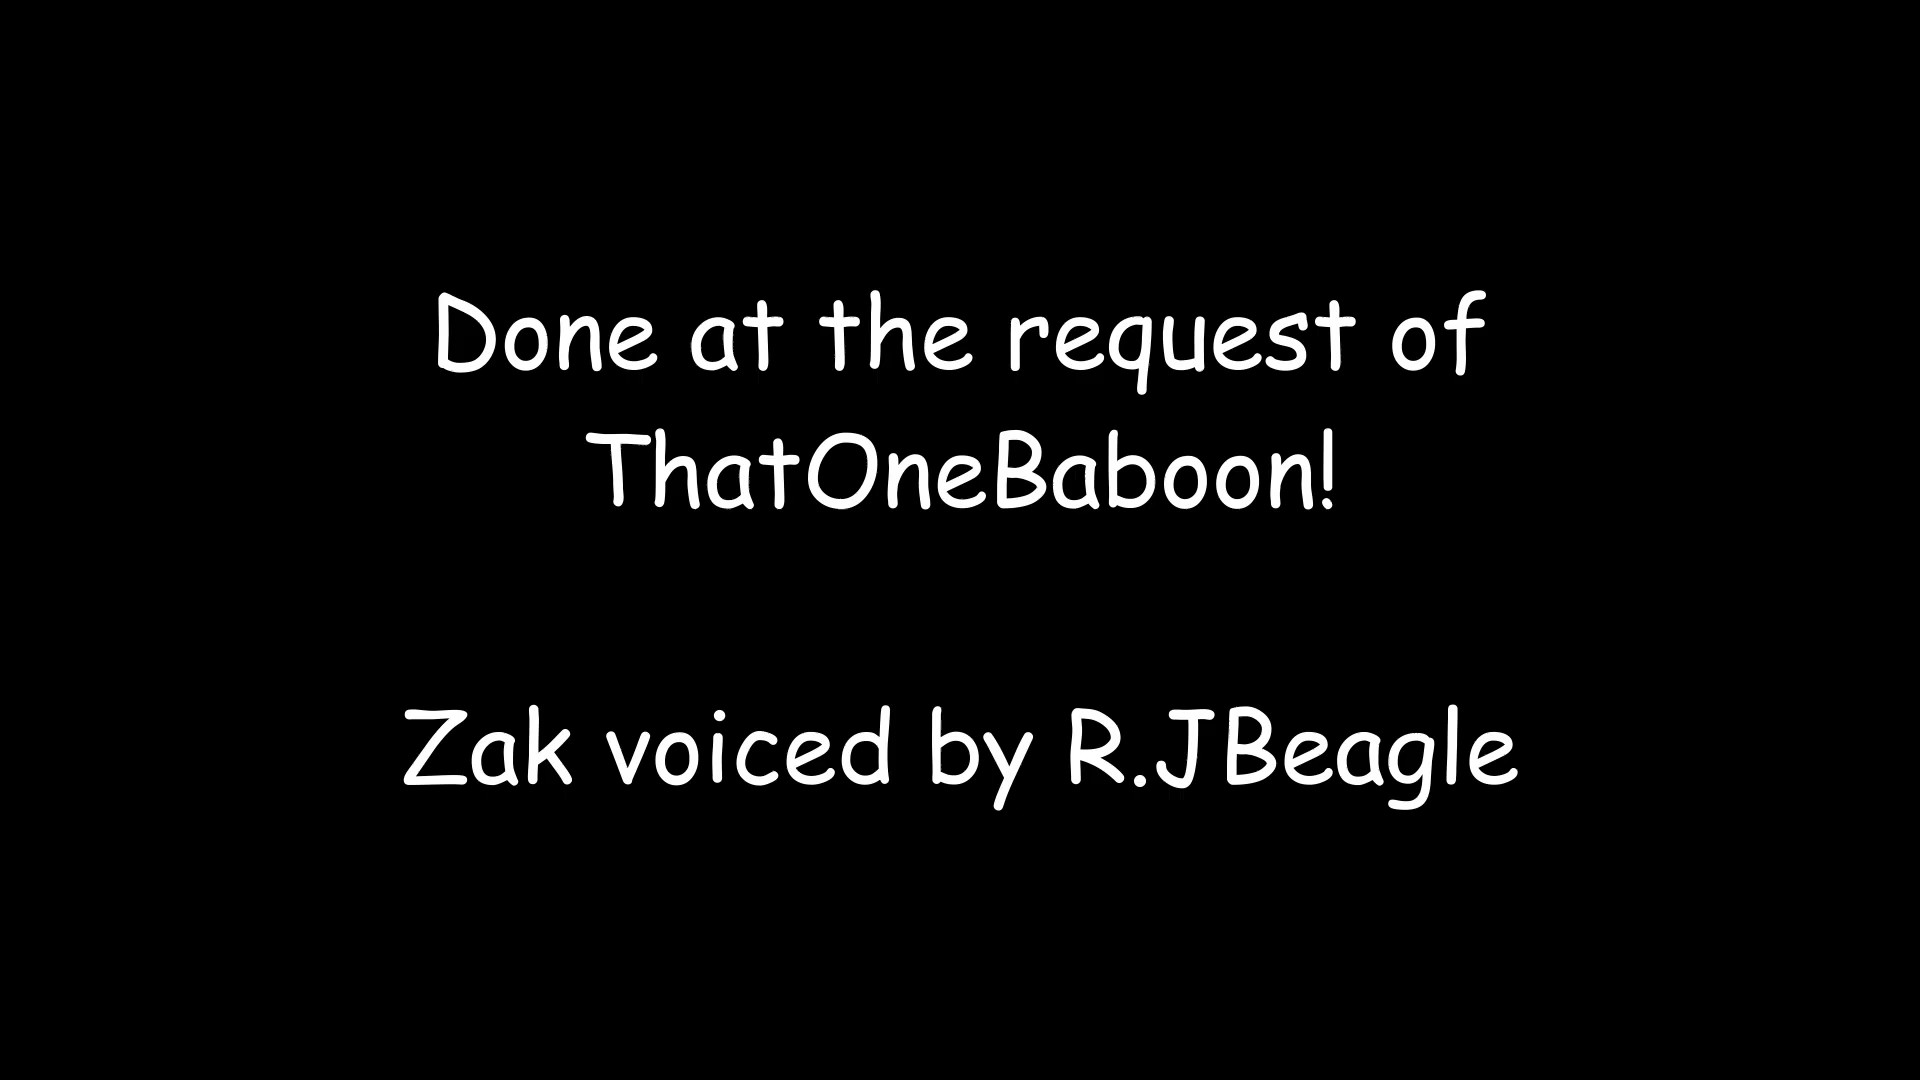 Done at the request of
ThatOneBaboon!
Zak voiced by R.JBeagle